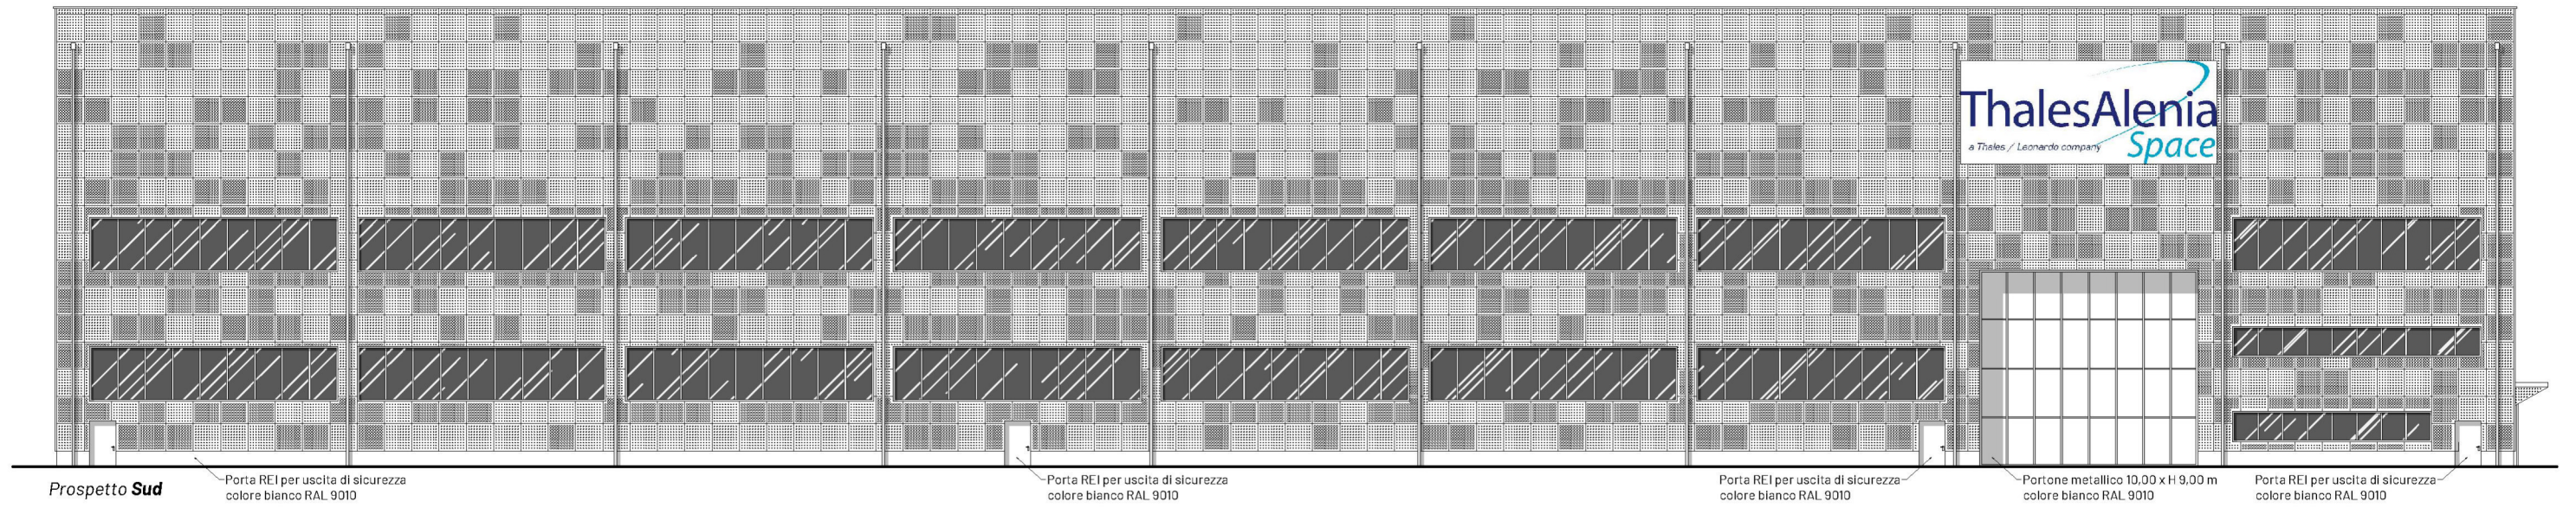 ThalesAlenia
a Thales / Leonardo company Space
Prospetto Sud
Porta REI per uscita di sicurezza
colore bianco RAL 9010
Porta REI per uscita di sicurezza
colore bianco RAL 9010
Porta REI per uscita di sicurezza
colore bianco RAL 9010
Portone metallico 10,00 x H 9,00 m
colore bianco RAL 9010
Porta REI per uscita di sicurezza
colore bianco RAL 9010